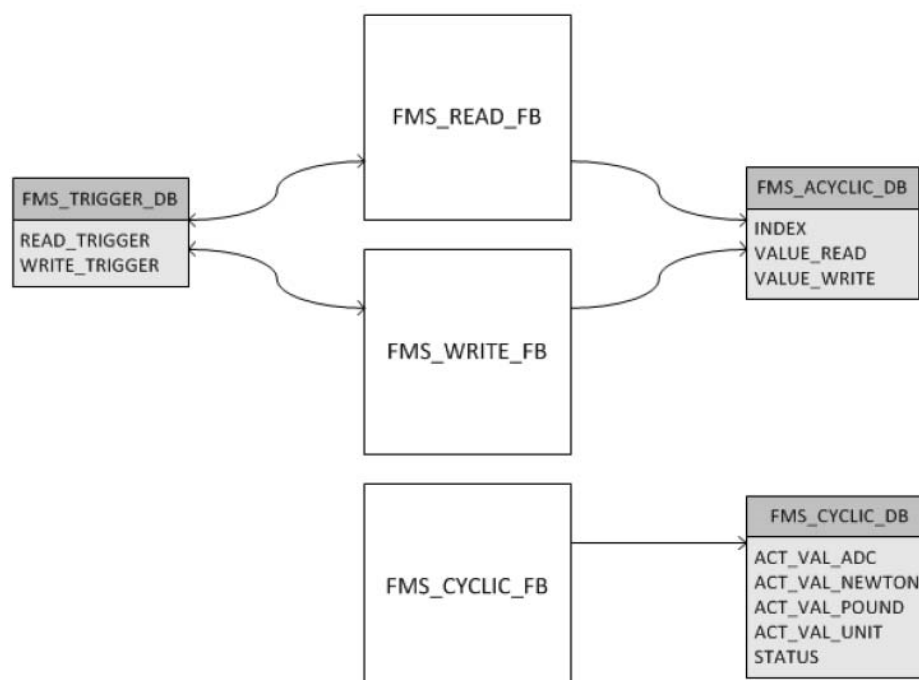 FMS_READ_FB
FMS_TRIGGER_DB
READ_TRIGGER
WRITE_TRIGGER
FMS_ACYCLIC_DB
INDEX
VALUE_READ
VALUE_WRITE
FMS_WRITE_FB
FMS_CYCLIC_FB
FMS_CYCLIC_DB
ACT_VAL_ADC
ACT_VAL_NEWTON
ACT_VAL_POUND
ACT_VAL_UNIT
STATUS